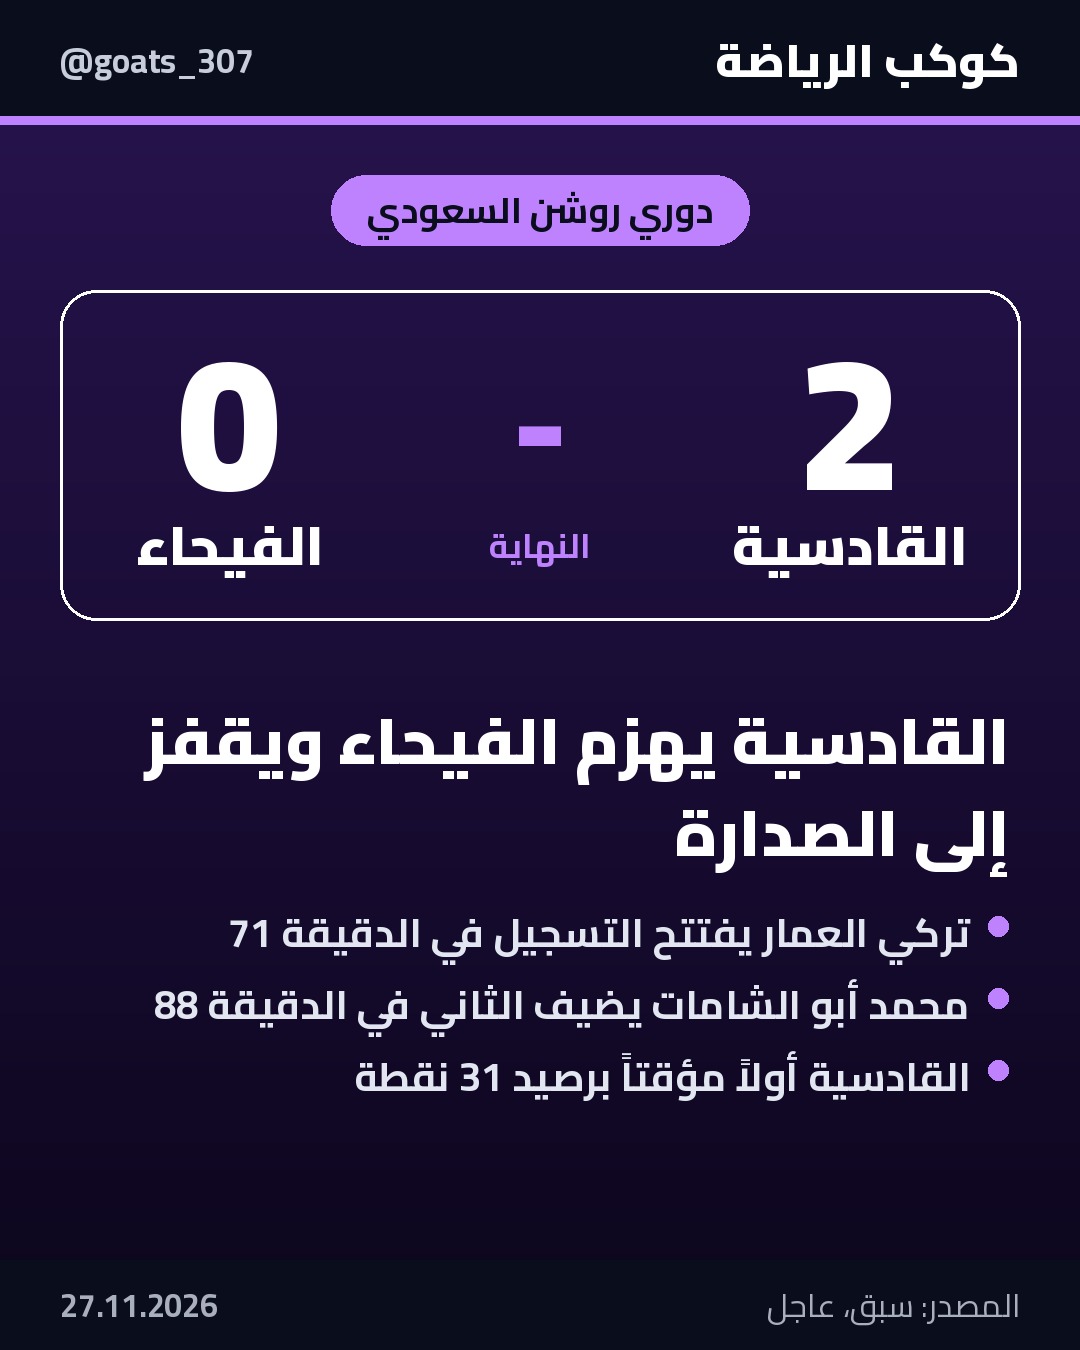 كوكب الرياضة
@goats_307
دوري روشن السعودي
2 - 0
القادسية النهاية الفيحاء
القادسية يهزم الفيحاء ويقفز
إلى الصدارة
تركي العمار يفتتح التسجيل في الدقيقة 71
محمد أبو الشامات يضيف الثاني في الدقيقة 88
القادسية أولاً مؤقتاً برصيد 31 نقطة
المصدر: سبق، عاجل
27.11.2026